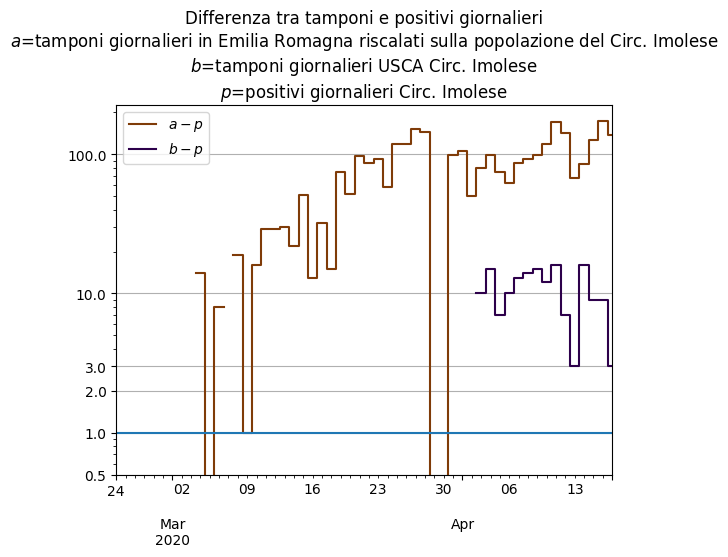 Differenza tra tamponi e positivi giornalieri
a=tamponi giornalieri in Emilia Romagna riscalati sulla popolazione del Circ. Imolese
b=tamponi giornalieri USCA Circ. Imolese
p=positivi giornalieri Circ. Imolese
a − p
b − p
100.0
10.0
3.0
2.0
1.0
0.5
24 02 09 16 23 30 06 13
Mar Apr
2020